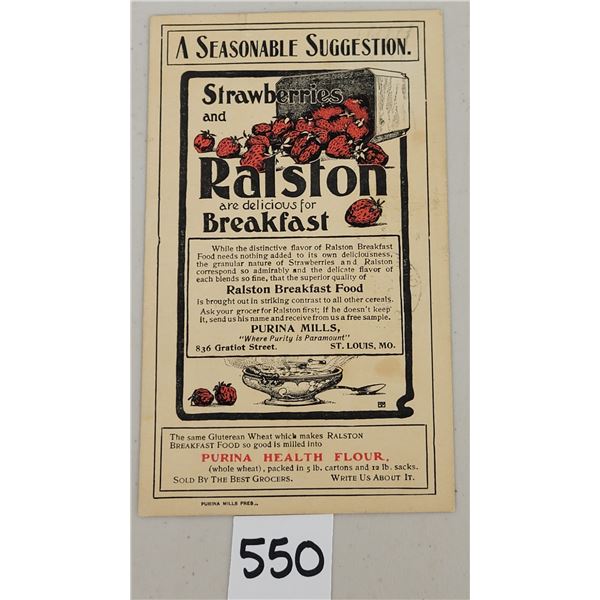 A SEASONABLE SUGGESTION.
Strawberries
and
Ralston
are delicious for
Breakfast
While the distinctive flavor of Ralston Breakfast
Food needs nothing added to its own deliciousness,
the granular nature of Strawberries and Ralston
correspond so admirably and the delicate flavor of
each blends so fine, that the superior quality of
Ralston Breakfast Food
is brought out in striking contrast to all other cereals.
Ask your grocer for Ralston first; if he doesn't keep
it, send us his name and receive from us a free sample.
PURINA MILLS,
"Where Purity is Paramount"
836 Gratiot Street. ST. LOUIS, MO.
The same Gluterean Wheat which makes RALSTON
BREAKFAST FOOD so good is milled into
PURINA HEALTH FLOUR,
(whole wheat), packed in 5 lb. cartons and 12 lb. sacks.
SOLD BY THE BEST GROCERS. WRITE US ABOUT IT.
PURINA MILLS PRES
550